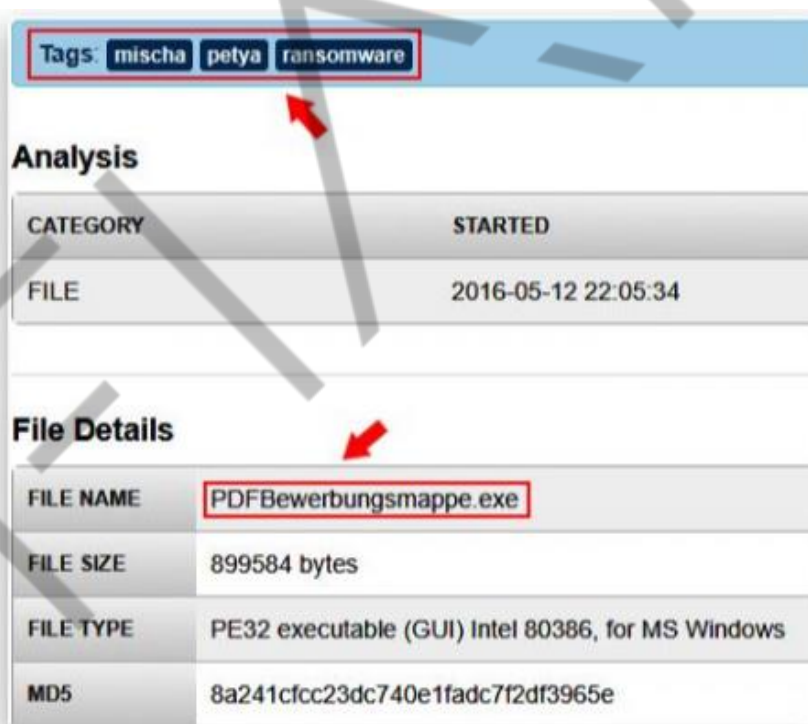 Tags: mischa petya ransomware
Analysis
CATEGORY STARTED
FILE 2016-05-12 22:05:34
File Details
FILE NAME PDFBewerbungsmappe.exe
FILE SIZE 899584 bytes
FILE TYPE PE32 executable (GUI) Intel 80386, for MS Windows
MD5 8a241cfcc23dc740e1fadc7f2df3965e